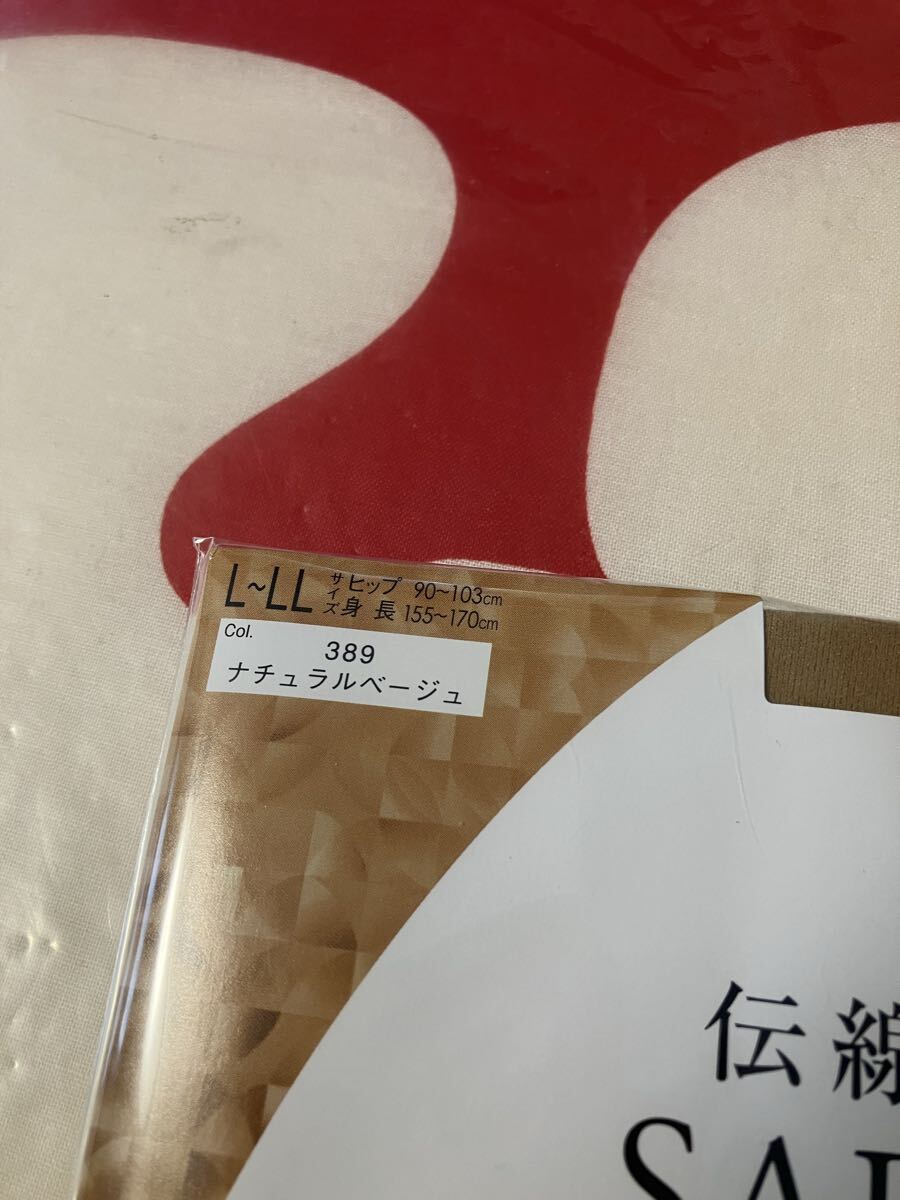 L~LL サイズ ヒップ 90~103cm
身長 155~170cm
Col.
389
ナチュラルベージュ
伝線